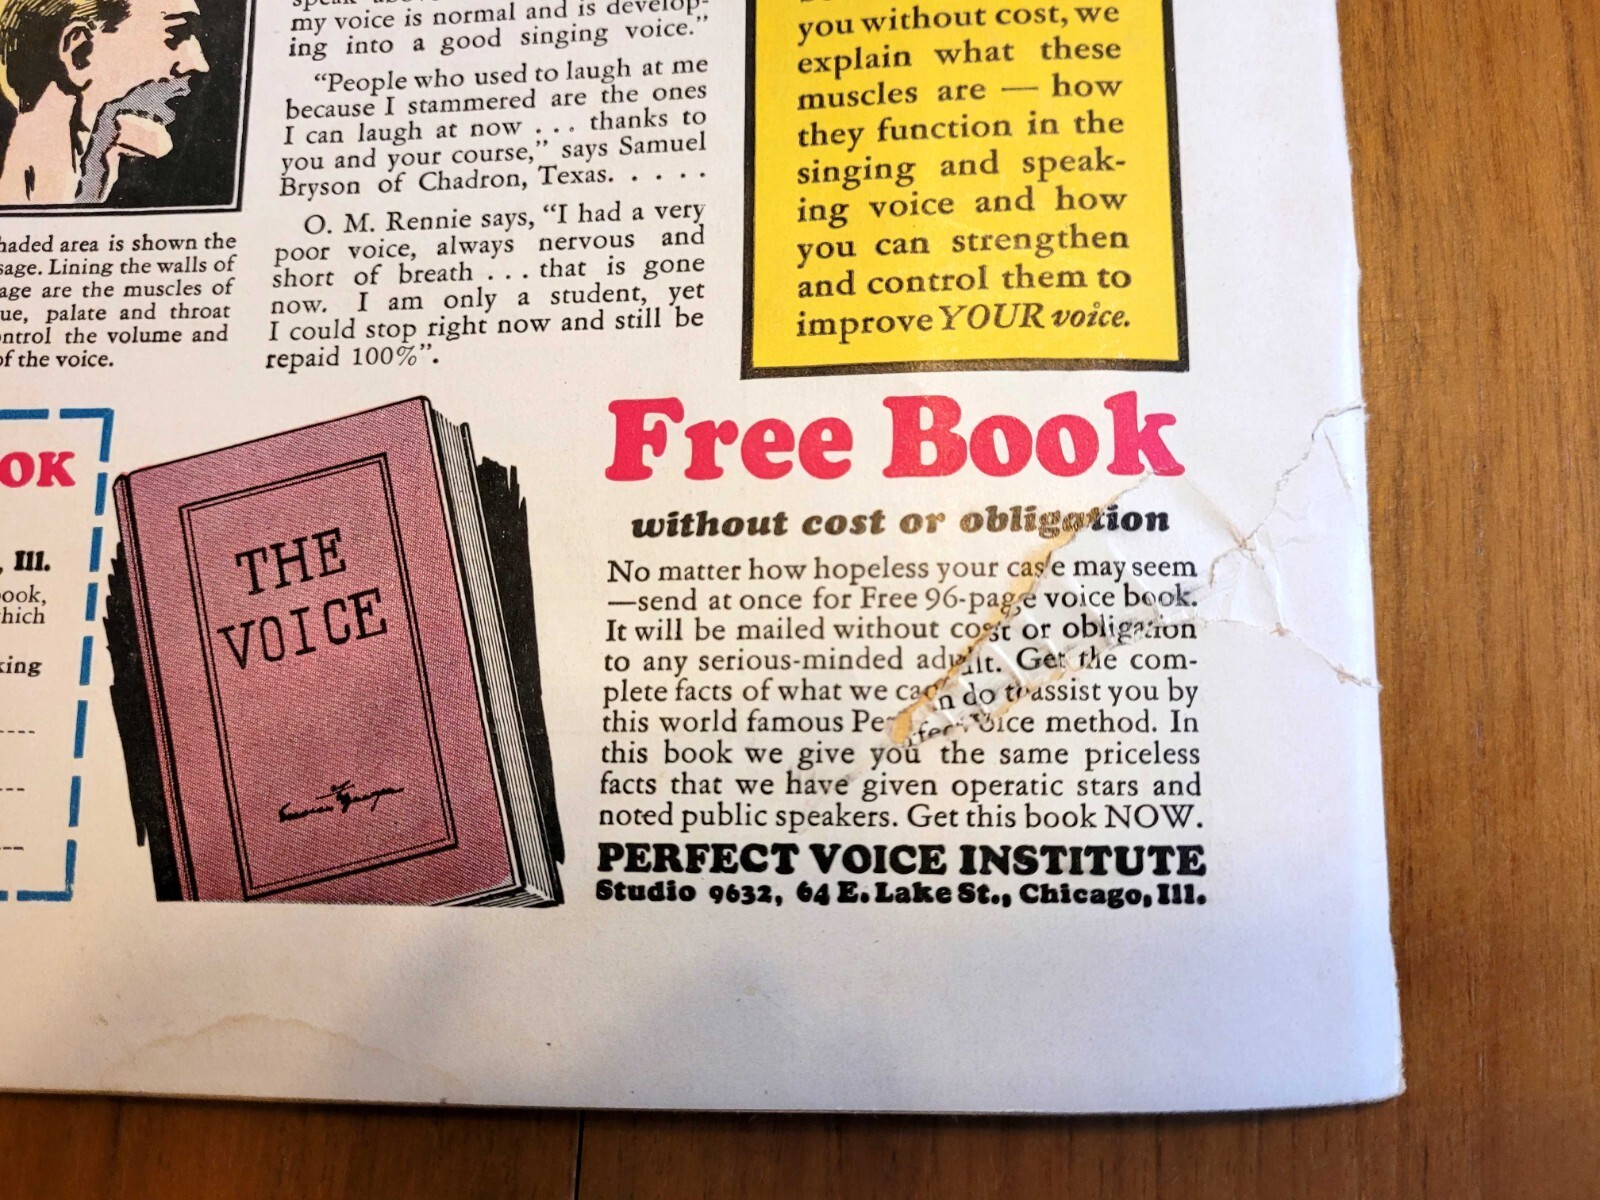 my voice is normal and is develop-
ing into a good singing voice."
"People who used to laugh at me
because I stammered are the ones
I can laugh at now . . . thanks to
you and your course," says Samuel
Bryson of Chadron, Texas. . . . .
O. M. Rennie says, "I had a very
poor voice, always nervous and
short of breath . . . that is gone
now. I am only a student, yet
I could stop right now and still be
repaid 100%".
you without cost, we
explain what these
muscles are — how
they function in the
singing and speak-
ing voice and how
you can strengthen
and control them to
improve YOUR voice.
haded area is shown the
sage. Lining the walls of
age are the muscles of
ue, palate and throat
ntrol the volume and
of the voice.
OK
, Ill.
ook,
hich
king
THE
VOICE
Free Book
without cost or obligation
No matter how hopeless your case may seem
—send at once for Free 96-page voice book.
It will be mailed without cost or obligation
to any serious-minded adult. Get the com-
plete facts of what we can do to assist you by
this world famous Perfect Voice method. In
this book we give you the same priceless
facts that we have given operatic stars and
noted public speakers. Get this book NOW.
PERFECT VOICE INSTITUTE
Studio 9632, 64 E. Lake St., Chicago, Ill.